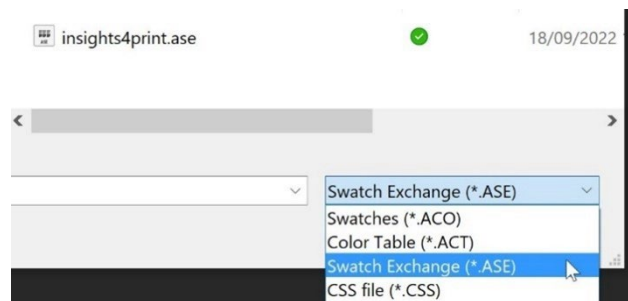 insights4print.ase 18/09/2022
Swatch Exchange (*.ASE)
Swatches (*.ACO)
Color Table (*.ACT)
Swatch Exchange (*.ASE)
CSS file (*.CSS)